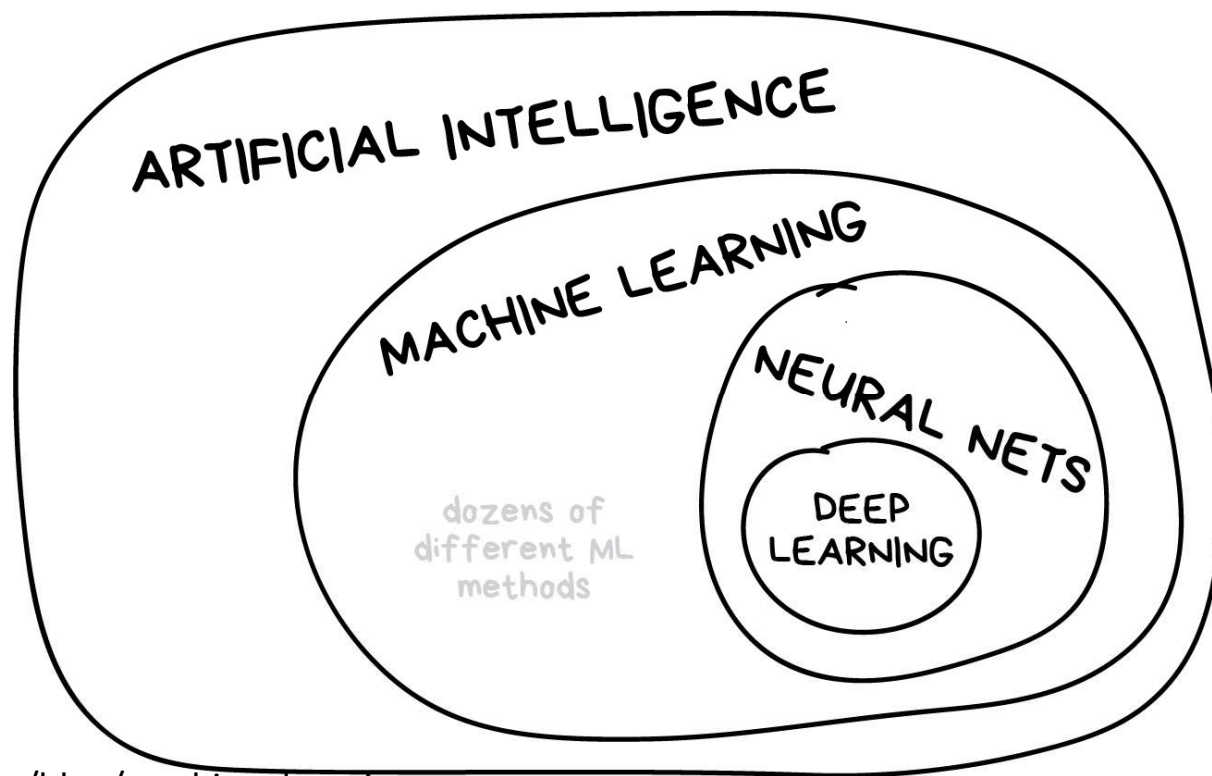 ARTIFICIAL INTELLIGENCE
MACHINE LEARNING
NEURAL NETS
dozens of
different ML
methods
DEEP
LEARNING